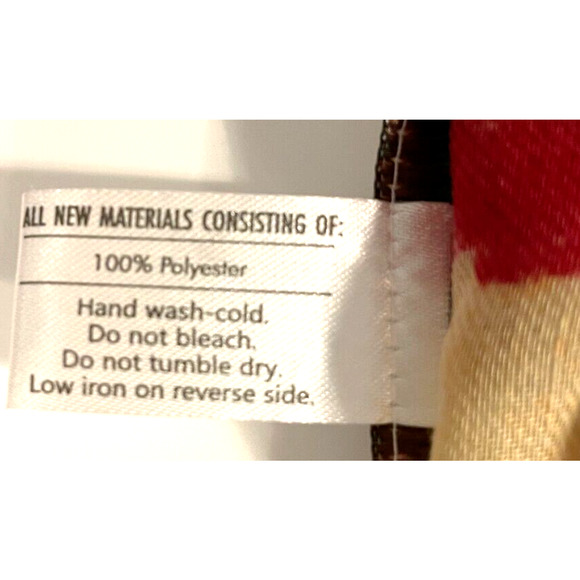 ALL NEW MATERIALS CONSISTING OF:
100% Polyester
Hand wash-cold.
Do not bleach.
Do not tumble dry.
Low iron on reverse side.